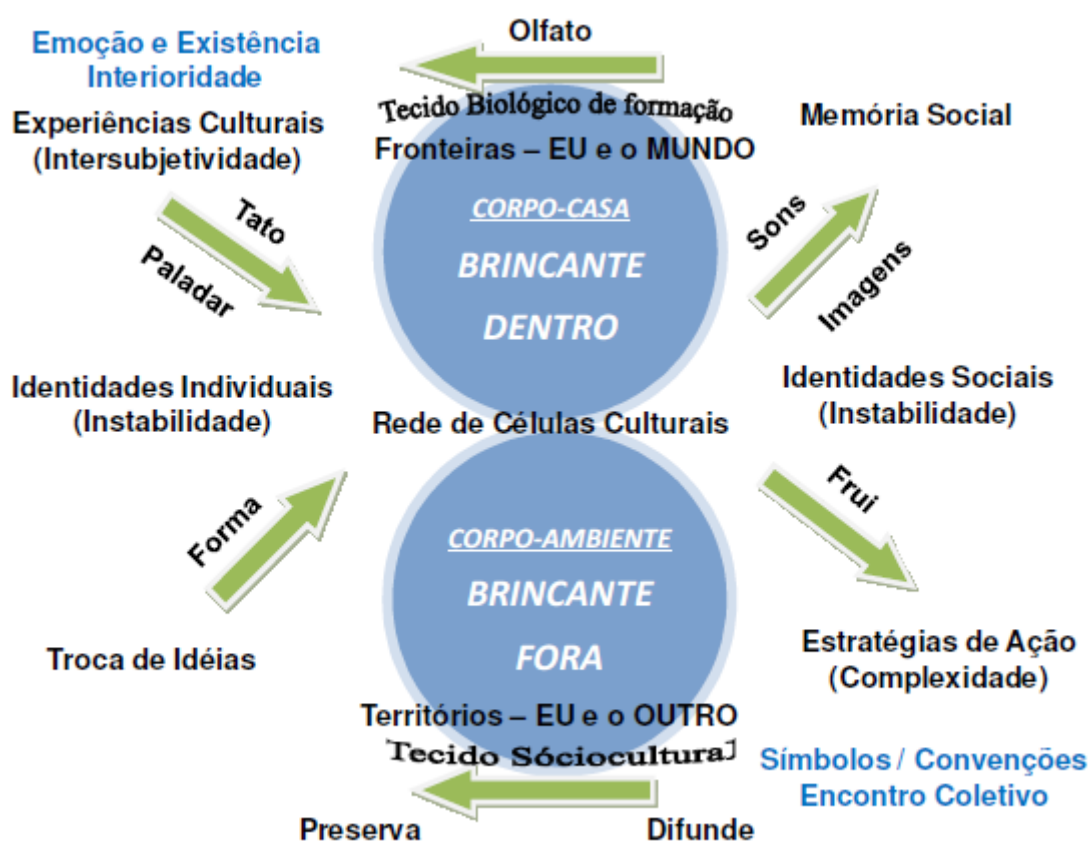 Olfato
Emoção e Existência
Interioridade
Tecido Biológico de formação
Experiências Culturais
(Intersubjetividade)
Memória Social
Fronteiras – EU e o MUNDO
CORPO-CASA
BRINCANTE
DENTRO
Tato
Paladar
Sons
Imagens
Identidades Individuais
(Instabilidade)
Identidades Sociais
(Instabilidade)
Rede de Células Culturais
Forma
Frui
CORPO-AMBIENTE
BRINCANTE
FORA
Troca de Idéias
Estratégias de Ação
(Complexidade)
Territórios – EU e o OUTRO
Tecido Sóciocultural
Símbolos / Convenções
Encontro Coletivo
Preserva
Difunde